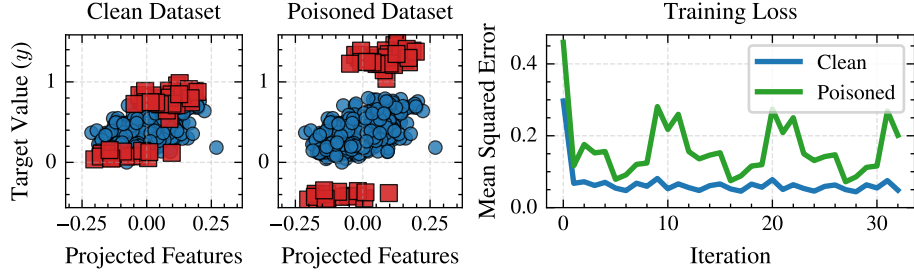 Clean Dataset
Target Value (y)
1
0
−0.25
0.00
0.25
Projected Features
Poisoned Dataset
1
0
−0.25
0.00
0.25
Projected Features
Training Loss
Mean Squared Error
0.4
0.2
0.0
Clean
Poisoned
0
10
20
30
Iteration